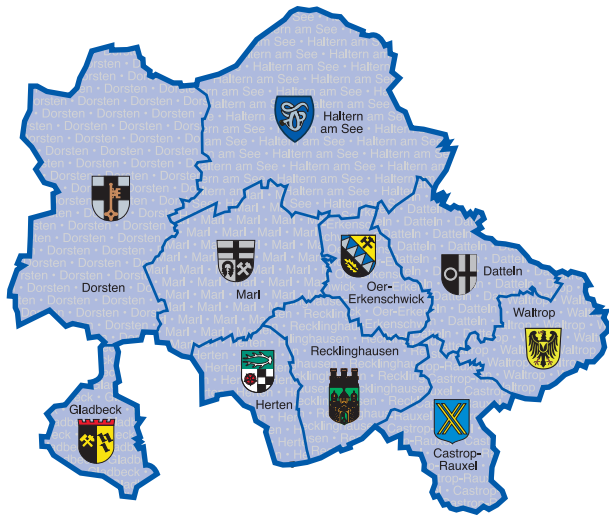 Haltern
am See
Dorsten
Marl
Oer-
Erkenschwick
Datteln
Waltrop
Recklinghausen
Herten
Gladbeck
Castrop-
Rauxel